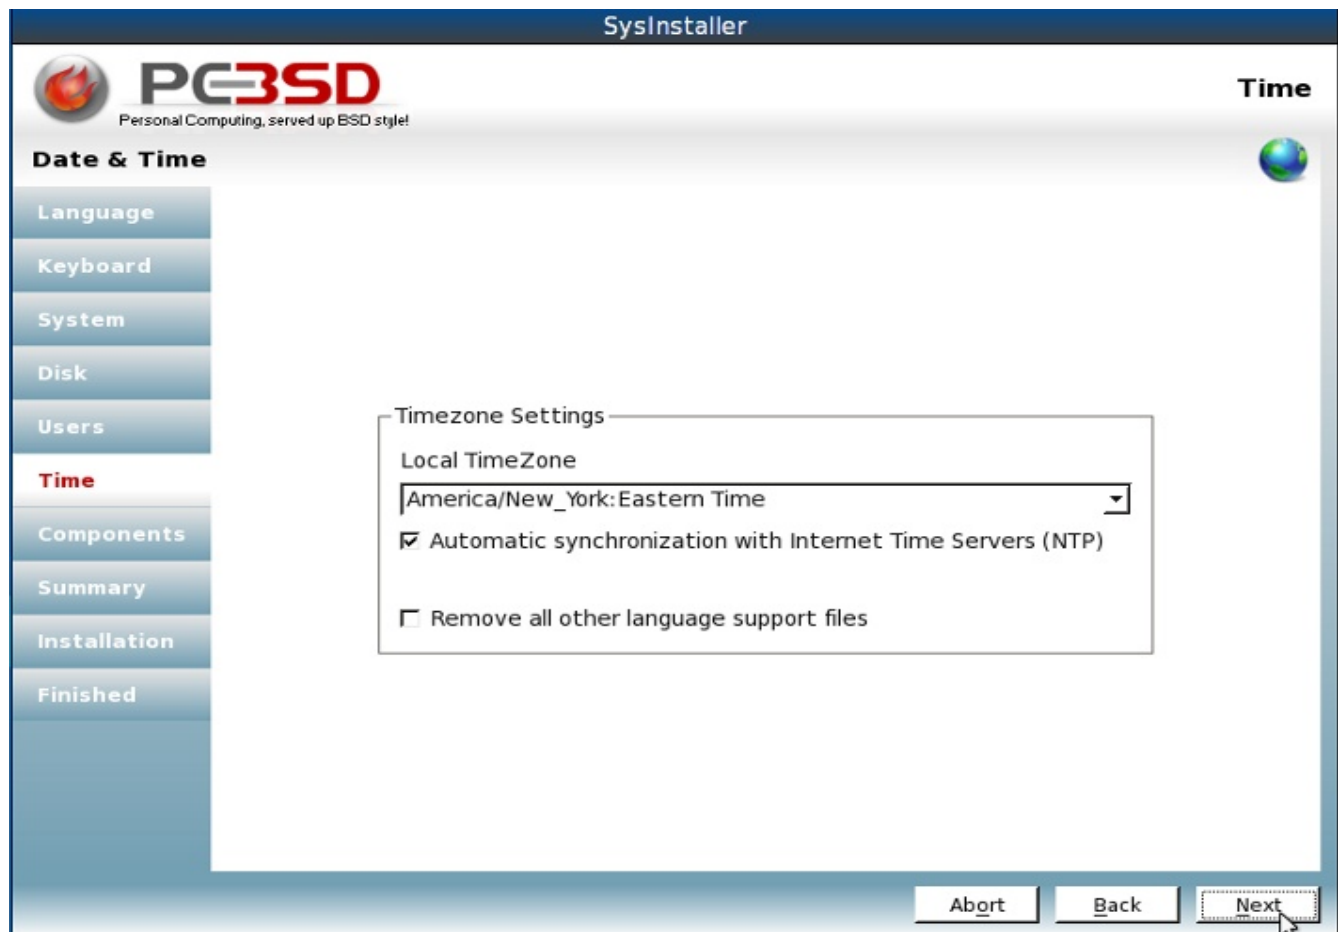 SysInstaller
PC-BSD
Personal Computing, served up BSD style!
Time
Date & Time
Language
Keyboard
System
Disk
Users
Time
Components
Summary
Installation
Finished
Timezone Settings
Local TimeZone
America/New_York:Eastern Time
Automatic synchronization with Internet Time Servers (NTP)
Remove all other language support files
Abort Back Next